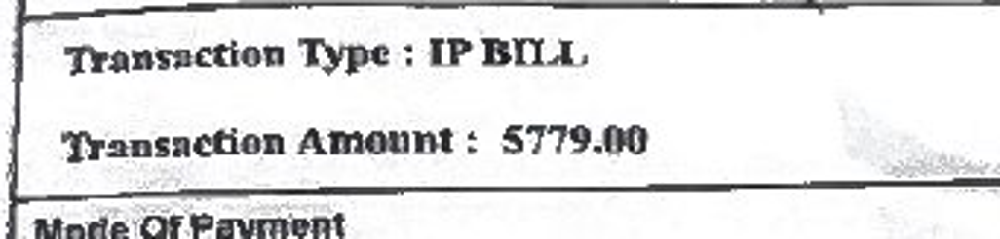 Transaction Type : IP BILL
Transaction Amount : 5779.00
Mode Of Payment